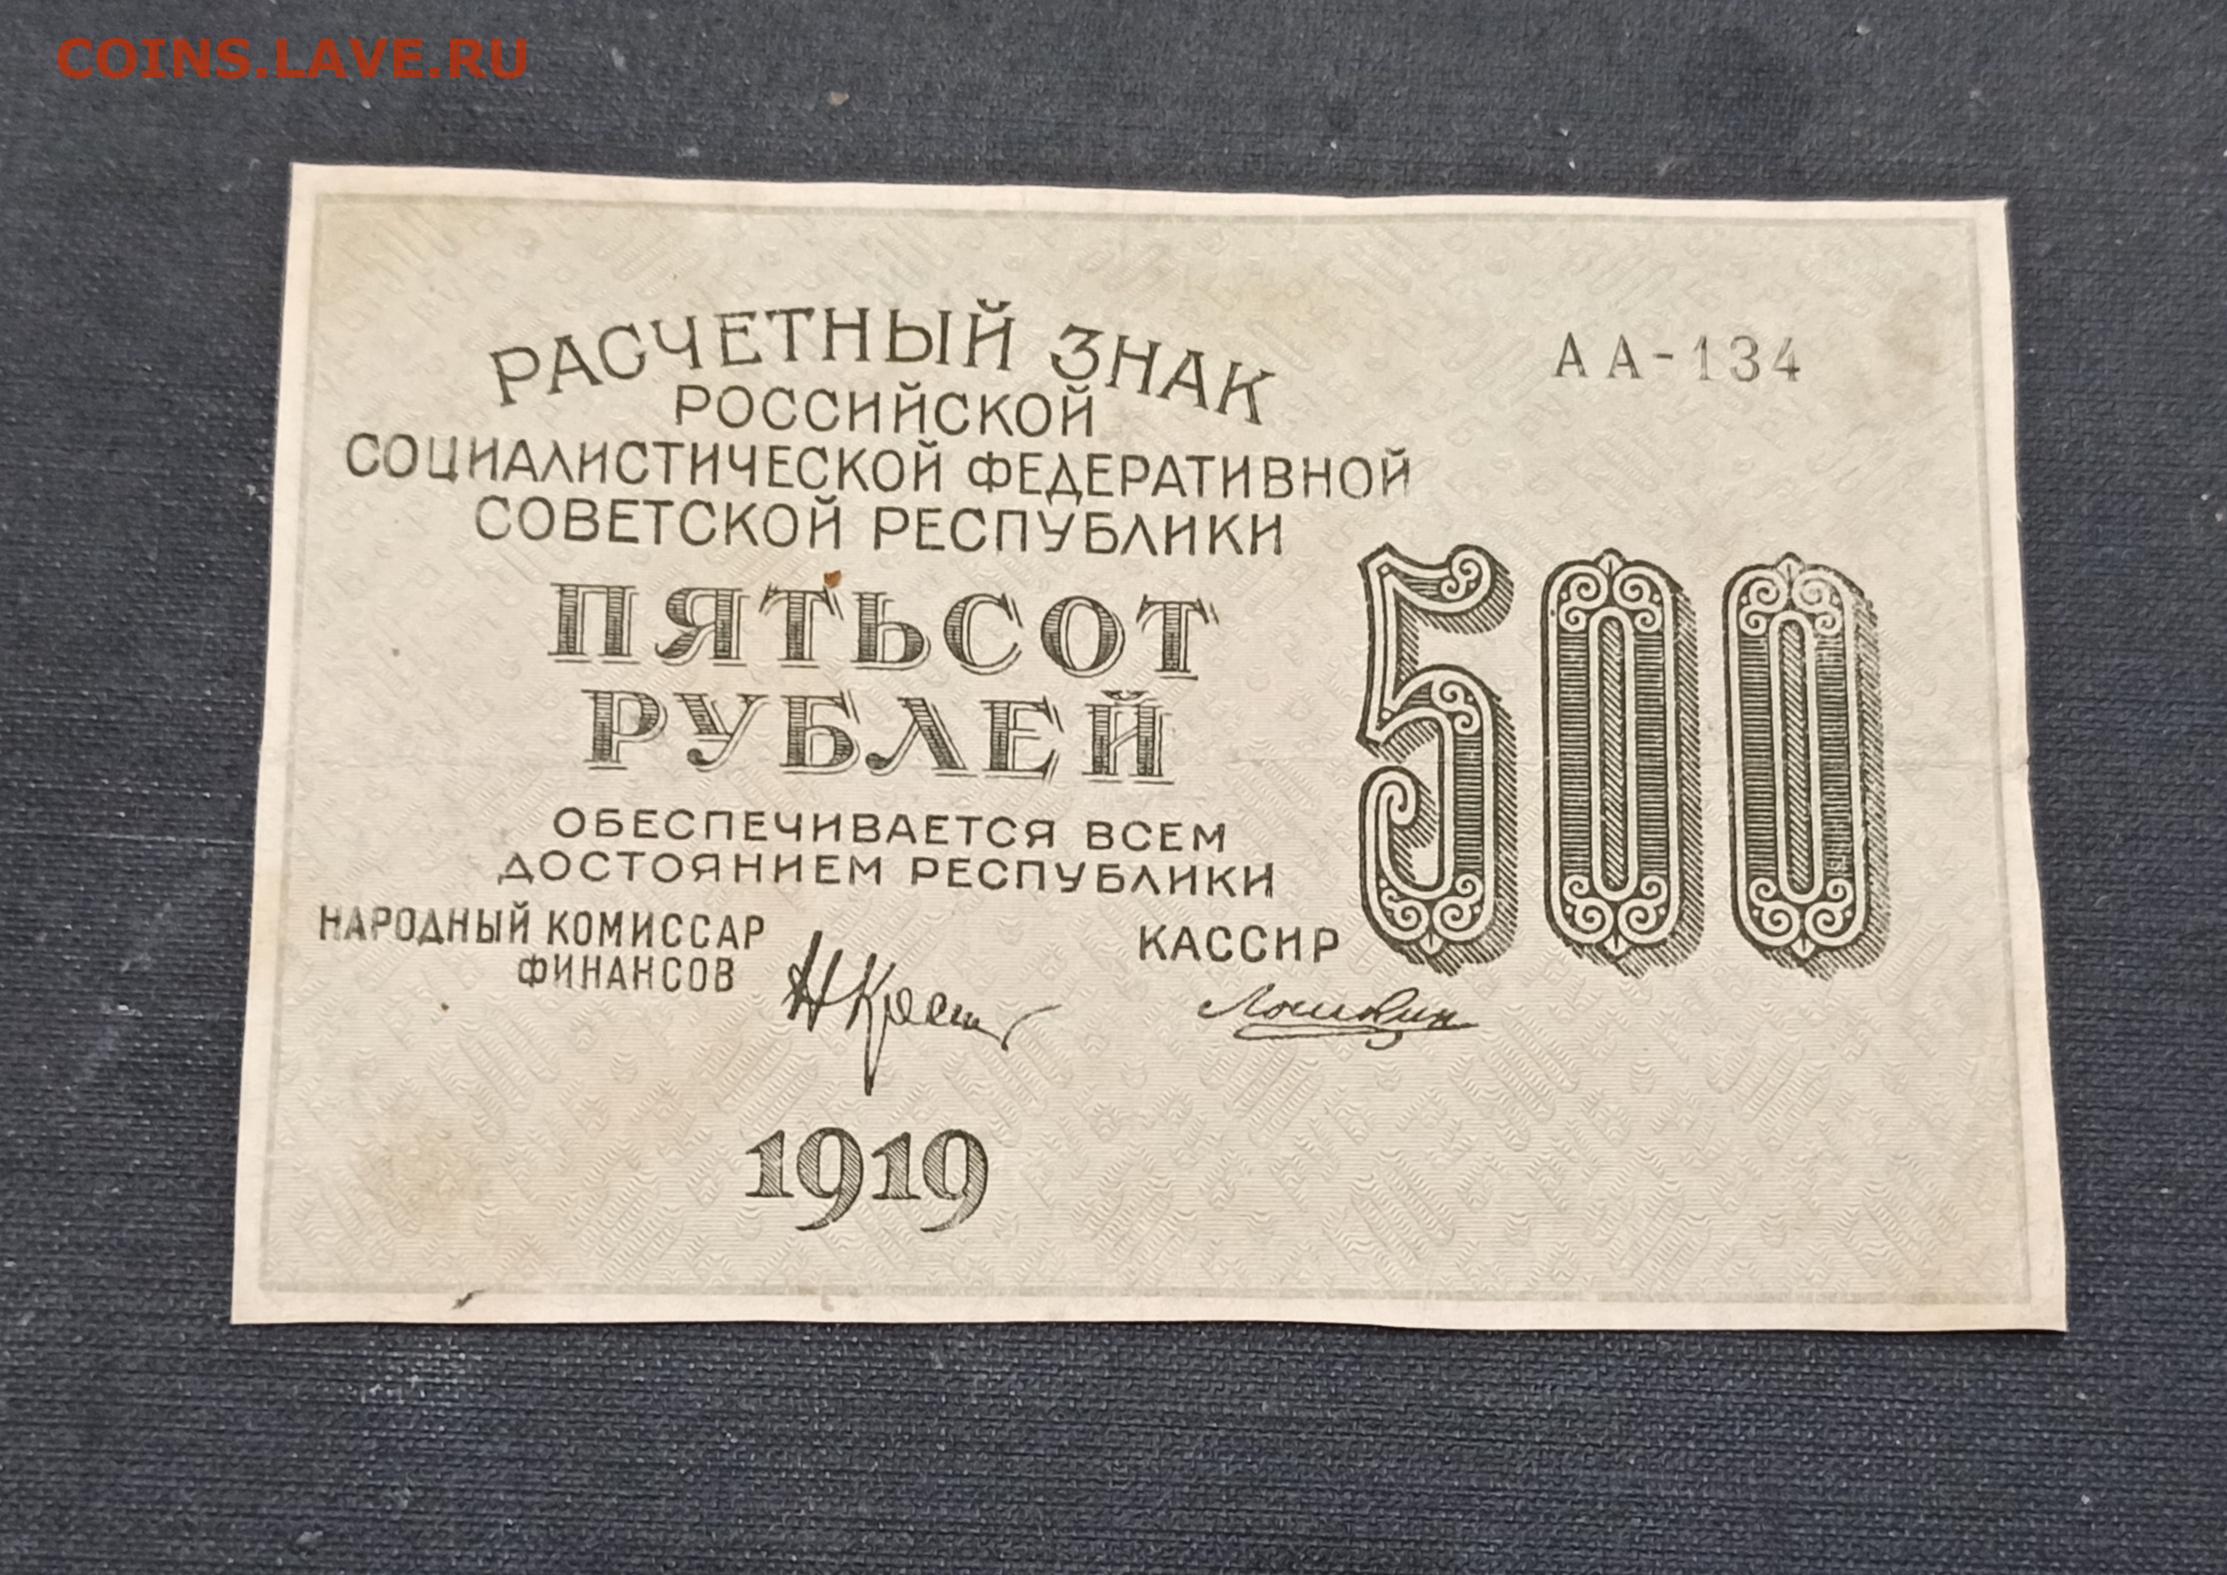 COINS.LAVE.RU
РАСЧЕТНЫЙ ЗНАК
АА-134
РОССИЙСКОЙ
СОЦИАЛИСТИЧЕСКОЙ ФЕДЕРАТИВНОЙ
СОВЕТСКОЙ РЕСПУБЛИКИ
ПЯТЬСОТ
РУБЛЕЙ
500
ОБЕСПЕЧИВАЕТСЯ ВСЕМ
ДОСТОЯНИЕМ РЕСПУБЛИКИ
НАРОДНЫЙ КОМИССАР
ФИНАНСОВ
КАССИР
1919